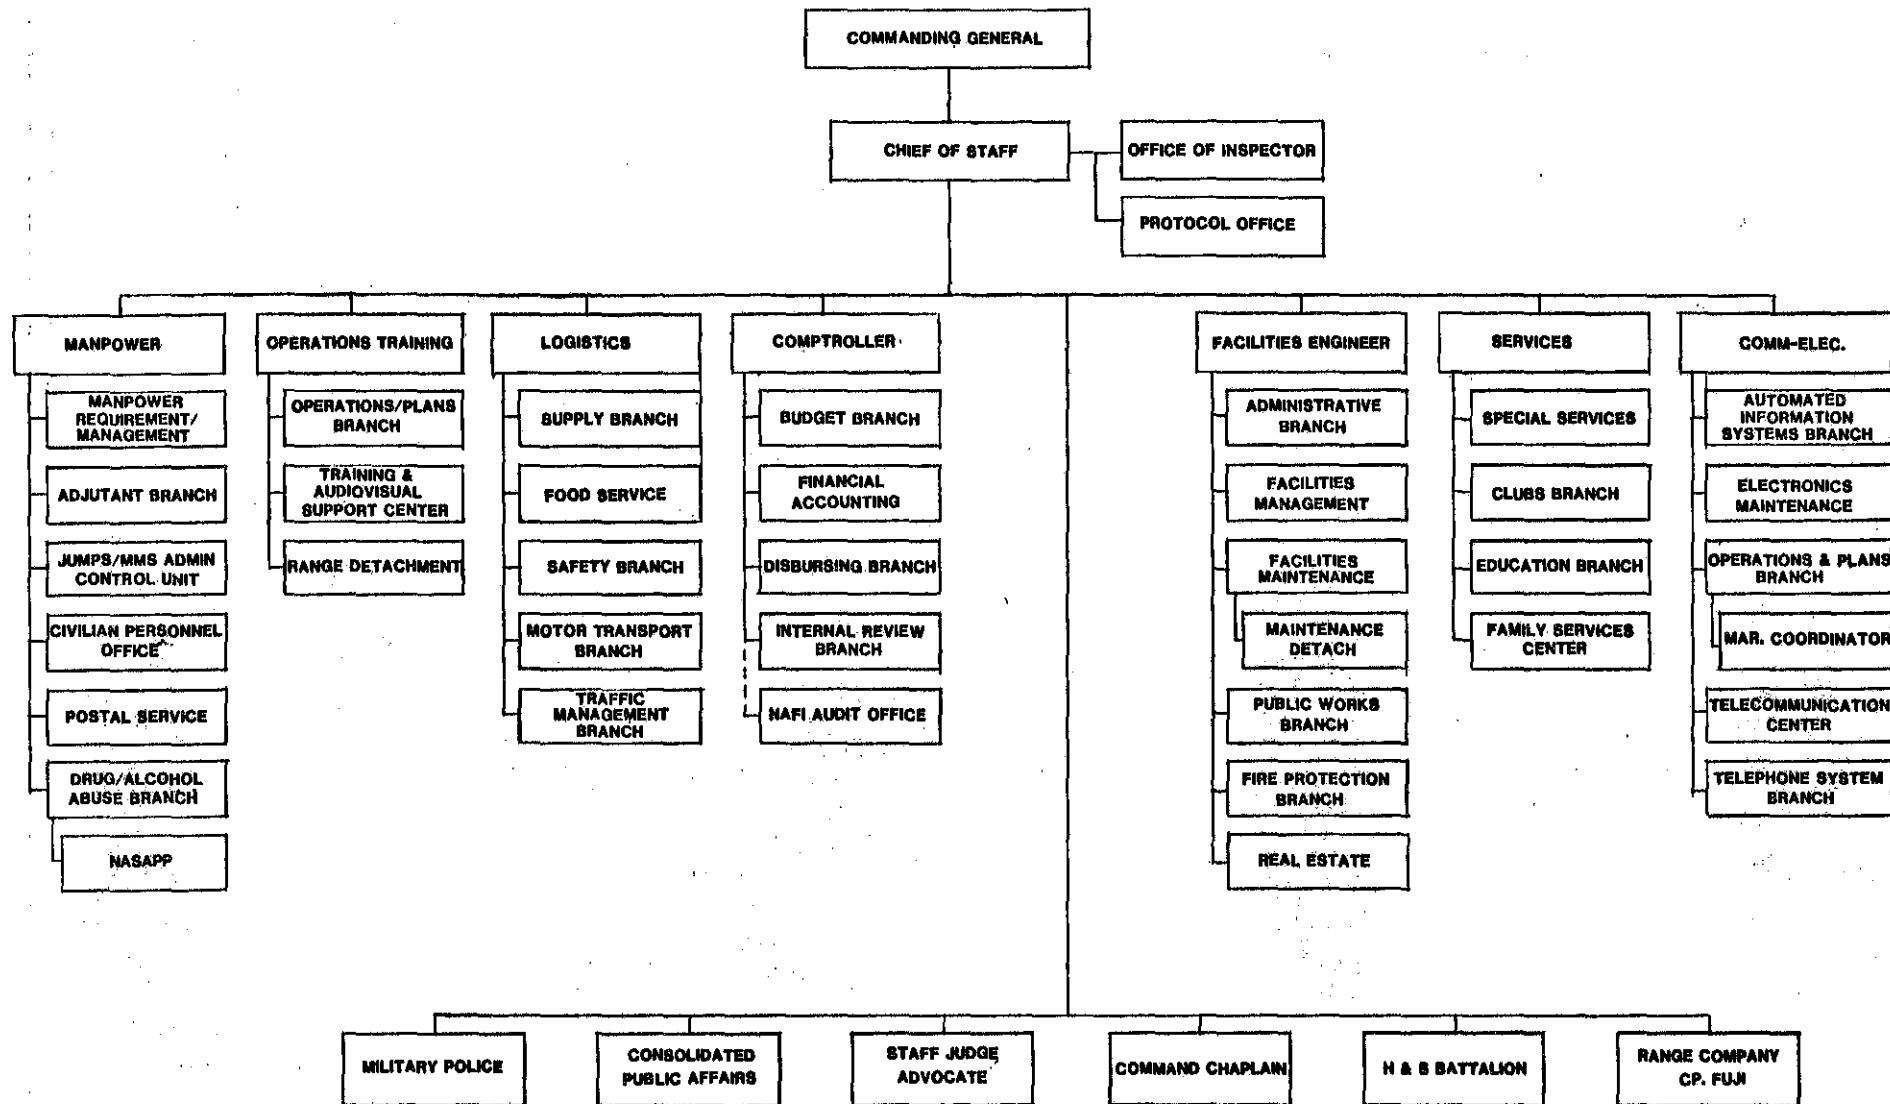 COMMANDING GENERAL
CHIEF OF STAFF
OFFICE OF INSPECTOR
PROTOCOL OFFICE
MANPOWER
MANPOWER
REQUIREMENT/
MANAGEMENT
ADJUTANT BRANCH
JUMPS/MMS ADMIN
CONTROL UNIT
CIVILIAN PERSONNEL
OFFICE
POSTAL SERVICE
DRUG/ALCOHOL
ABUSE BRANCH
NASAPP
OPERATIONS TRAINING
OPERATIONS/PLANS
BRANCH
TRAINING &
AUDIOVISUAL
SUPPORT CENTER
RANGE DETACHMENT
LOGISTICS
SUPPLY BRANCH
FOOD SERVICE
SAFETY BRANCH
MOTOR TRANSPORT
BRANCH
TRAFFIC
MANAGEMENT
BRANCH
COMPTROLLER
BUDGET BRANCH
FINANCIAL
ACCOUNTING
DISBURSING BRANCH
INTERNAL REVIEW
BRANCH
NAFI AUDIT OFFICE
FACILITIES ENGINEER
ADMINISTRATIVE
BRANCH
FACILITIES
MANAGEMENT
FACILITIES
MAINTENANCE
MAINTENANCE
DETACH
PUBLIC WORKS
BRANCH
FIRE PROTECTION
BRANCH
REAL ESTATE
SERVICES
SPECIAL SERVICES
CLUBS BRANCH
EDUCATION BRANCH
FAMILY SERVICES
CENTER
COMM-ELEC.
AUTOMATED
INFORMATION
SYSTEMS BRANCH
ELECTRONICS
MAINTENANCE
OPERATIONS & PLANS
BRANCH
MAR. COORDINATOR
TELECOMMUNICATION
CENTER
TELEPHONE SYSTEM
BRANCH
MILITARY POLICE
CONSOLIDATED
PUBLIC AFFAIRS
STAFF JUDGE
ADVOCATE
COMMAND CHAPLAIN
H & S BATTALION
RANGE COMPANY
CP. FUJI